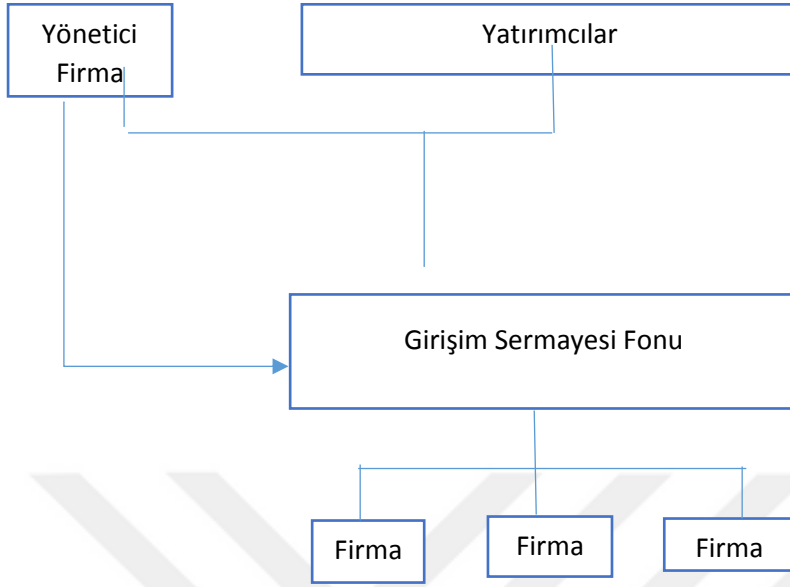 Yönetici
Firma
Yatırımcılar
Girişim Sermayesi Fonu
Firma
Firma
Firma